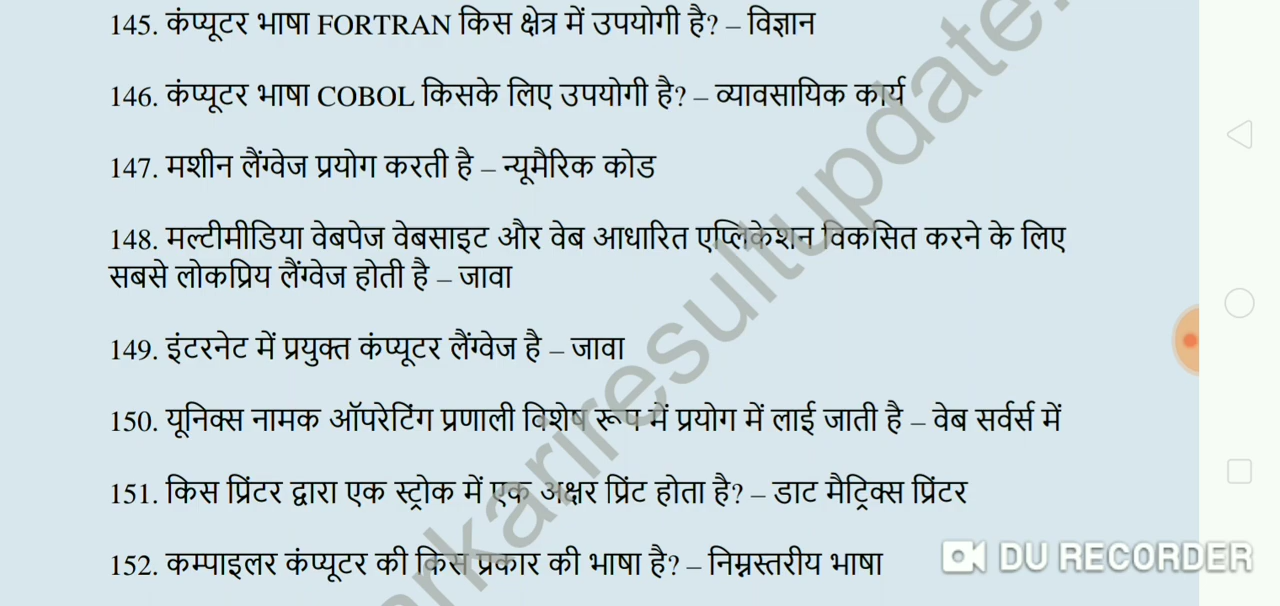 145. कंप्यूटर भाषा FORTRAN किस क्षेत्र में उपयोगी है? – विज्ञान
146. कंप्यूटर भाषा COBOL किसके लिए उपयोगी है? – व्यावसायिक कार्य
147. मशीन लैंग्वेज प्रयोग करती है – न्यूमैरिक कोड
148. मल्टीमीडिया वेबपेज वेबसाइट और वेब आधारित एप्लिकेशन विकसित करने के लिए
सबसे लोकप्रिय लैंग्वेज होती है – जावा
149. इंटरनेट में प्रयुक्त कंप्यूटर लैंग्वेज है – जावा
150. यूनिक्स नामक ऑपरेटिंग प्रणाली विशेष रूप में प्रयोग में लाई जाती है – वेब सर्वर्स में
151. किस प्रिंटर द्वारा एक स्ट्रोक में एक अक्षर प्रिंट होता है? – डाट मैट्रिक्स प्रिंटर
152. कम्पाइलर कंप्यूटर की किस प्रकार की भाषा है? – निम्नस्तरीय भाषा
arkariresultupdate.
DU RECORDER